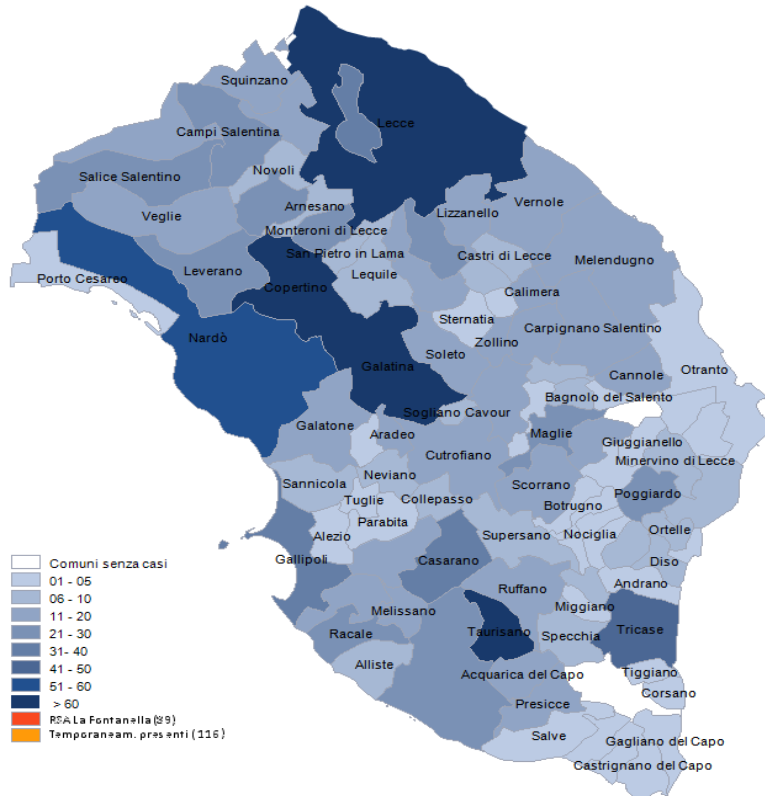 Squinzano
Lecce
Campi Salentina
Novoli
Salice Salentino
Vernole
Arnesano
Lizzanello
Veglie
Monteroni di Lecce
San Pietro in Lama
Castri di Lecce
Melendugno
Leverano
Lequile
Porto Cesareo
Copertino
Calimera
Sternatia
Carpignano Salentino
Nardò
Zollino
Soleto
Galatina
Otranto
Cannole
Bagnolo del Salento
Sogliano Cavour
Galatone
Aradeo
Maglie
Giuggianello
Cutrofiano
Minervino di Lecce
Neviano
Sannicola
Scorrano
Poggiardo
Tuglie
Collepasso
Botrugno
Parabita
Ortelle
Alezio
Supersano
Nociglia
Gallipoli
Casarano
Diso
Andrano
Ruffano
Miggiano
Melissano
Tricase
Racale
Taurisano
Specchia
Alliste
Acquarica del Capo
Tiggiano
Corsano
Presicce
Salve
Gagliano del Capo
Castrignano del Capo
Comuni senza casi
01 - 05
06 - 10
11 - 20
21 - 30
31- 40
41 - 50
51 - 60
> 60
RSA La Fontanella (89)
Temporaneam. presenti (116)